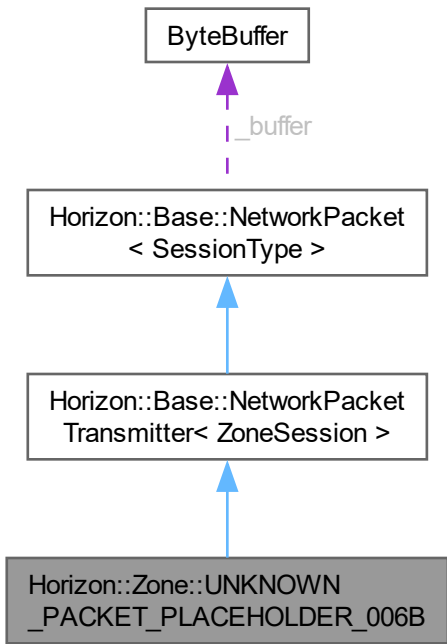 ByteBuffer
_buffer
Horizon::Base::NetworkPacket
< SessionType >
Horizon::Base::NetworkPacket
Transmitter< ZoneSession >
Horizon::Zone::UNKNOWN
_PACKET_PLACEHOLDER_006B